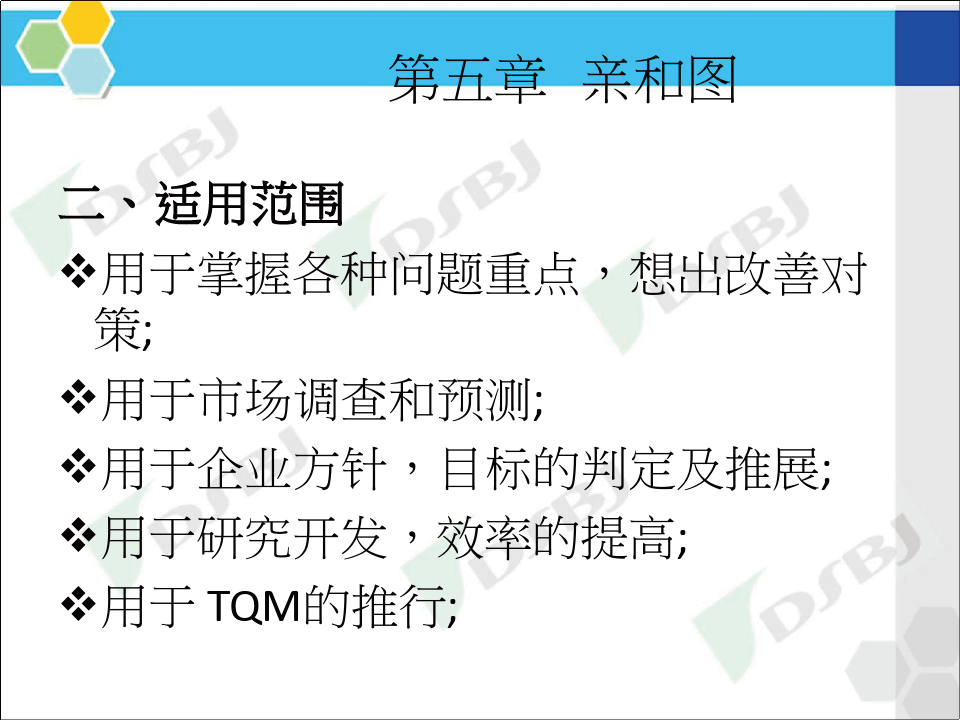 第五章 亲和图
二、适用范围
❖用于掌握各种问题重点，想出改善对
策;
❖用于市场调查和预测;
❖用于企业方针，目标的判定及推展;
❖用于研究开发，效率的提高;
❖用于 TQM的推行;
DSBJ
DSBJ
DSBJ
DSBJ
DSBJ
DSBJ